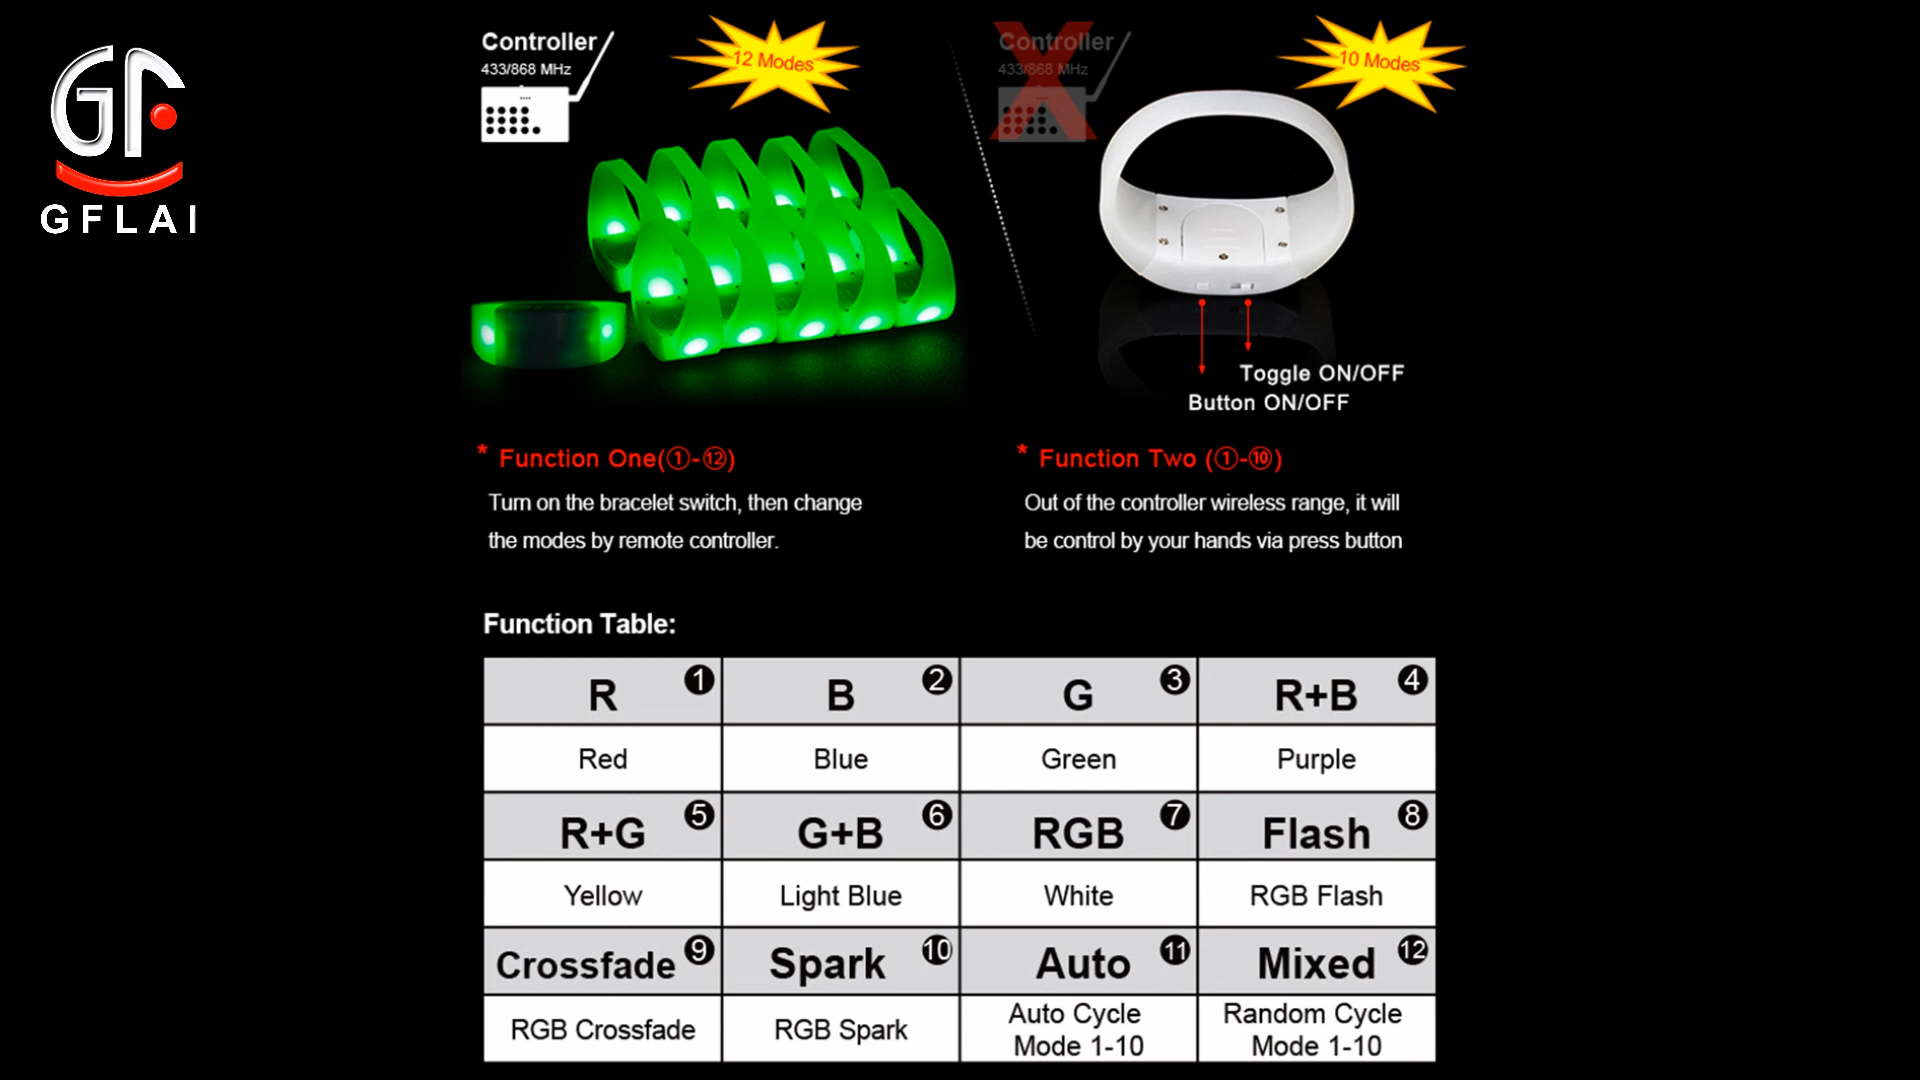 GF
GFLAI
Controller
433/868 MHz
12 Modes
Controller
433/868 MHz
10 Modes
Toggle ON/OFF
Button ON/OFF
* Function One(①-⑫)
Turn on the bracelet switch, then change
the modes by remote controller.
* Function Two (①-⑩)
Out of the controller wireless range, it will
be control by your hands via press button
Function Table:
R ❶
B ❷
G ❸
R+B ❹
Red
Blue
Green
Purple
R+G ❺
G+B ❻
RGB ❼
Flash ❽
Yellow
Light Blue
White
RGB Flash
Crossfade ❾
Spark ❿
Auto ⓫
Mixed ⓬
RGB Crossfade
RGB Spark
Auto Cycle
Mode 1-10
Random Cycle
Mode 1-10